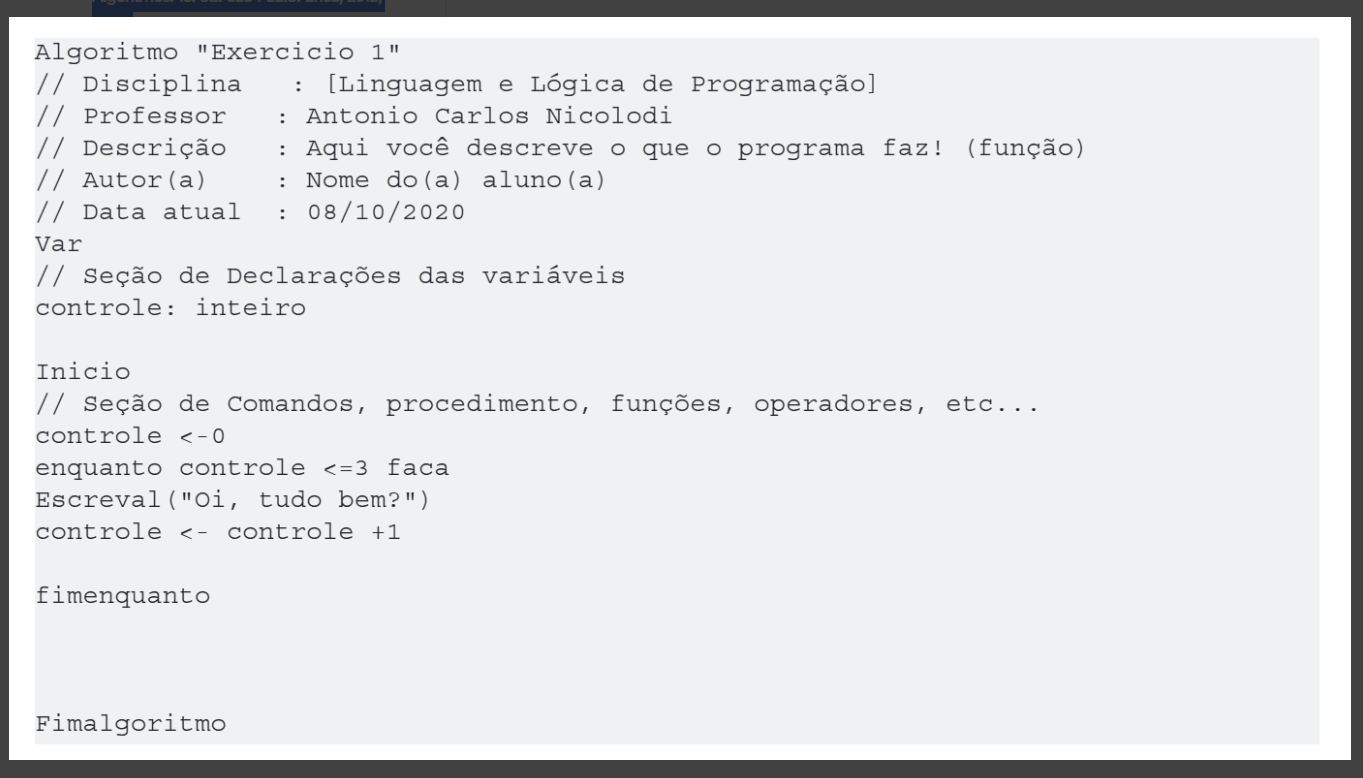 Algoritmo "Exercicio 1"
// Disciplina   : [Linguagem e Lógica de Programação]
// Professor   : Antonio Carlos Nicolodi
// Descrição   : Aqui você descreve o que o programa faz! (função)
// Autor(a)    : Nome do(a) aluno(a)
// Data atual  : 08/10/2020
Var
// Seção de Declarações das variáveis
controle: inteiro
Inicio
// Seção de Comandos, procedimento, funções, operadores, etc...
controle <-0
enquanto controle <=3 faca
Escreval("Oi, tudo bem?")
controle <- controle +1
fimenquanto
Fimalgoritmo